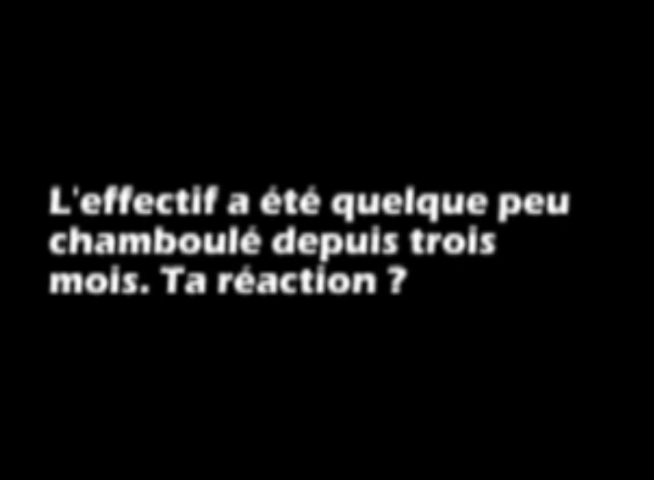 L'effectif a été quelque peu
chamboulé depuis trois
mois. Ta réaction ?